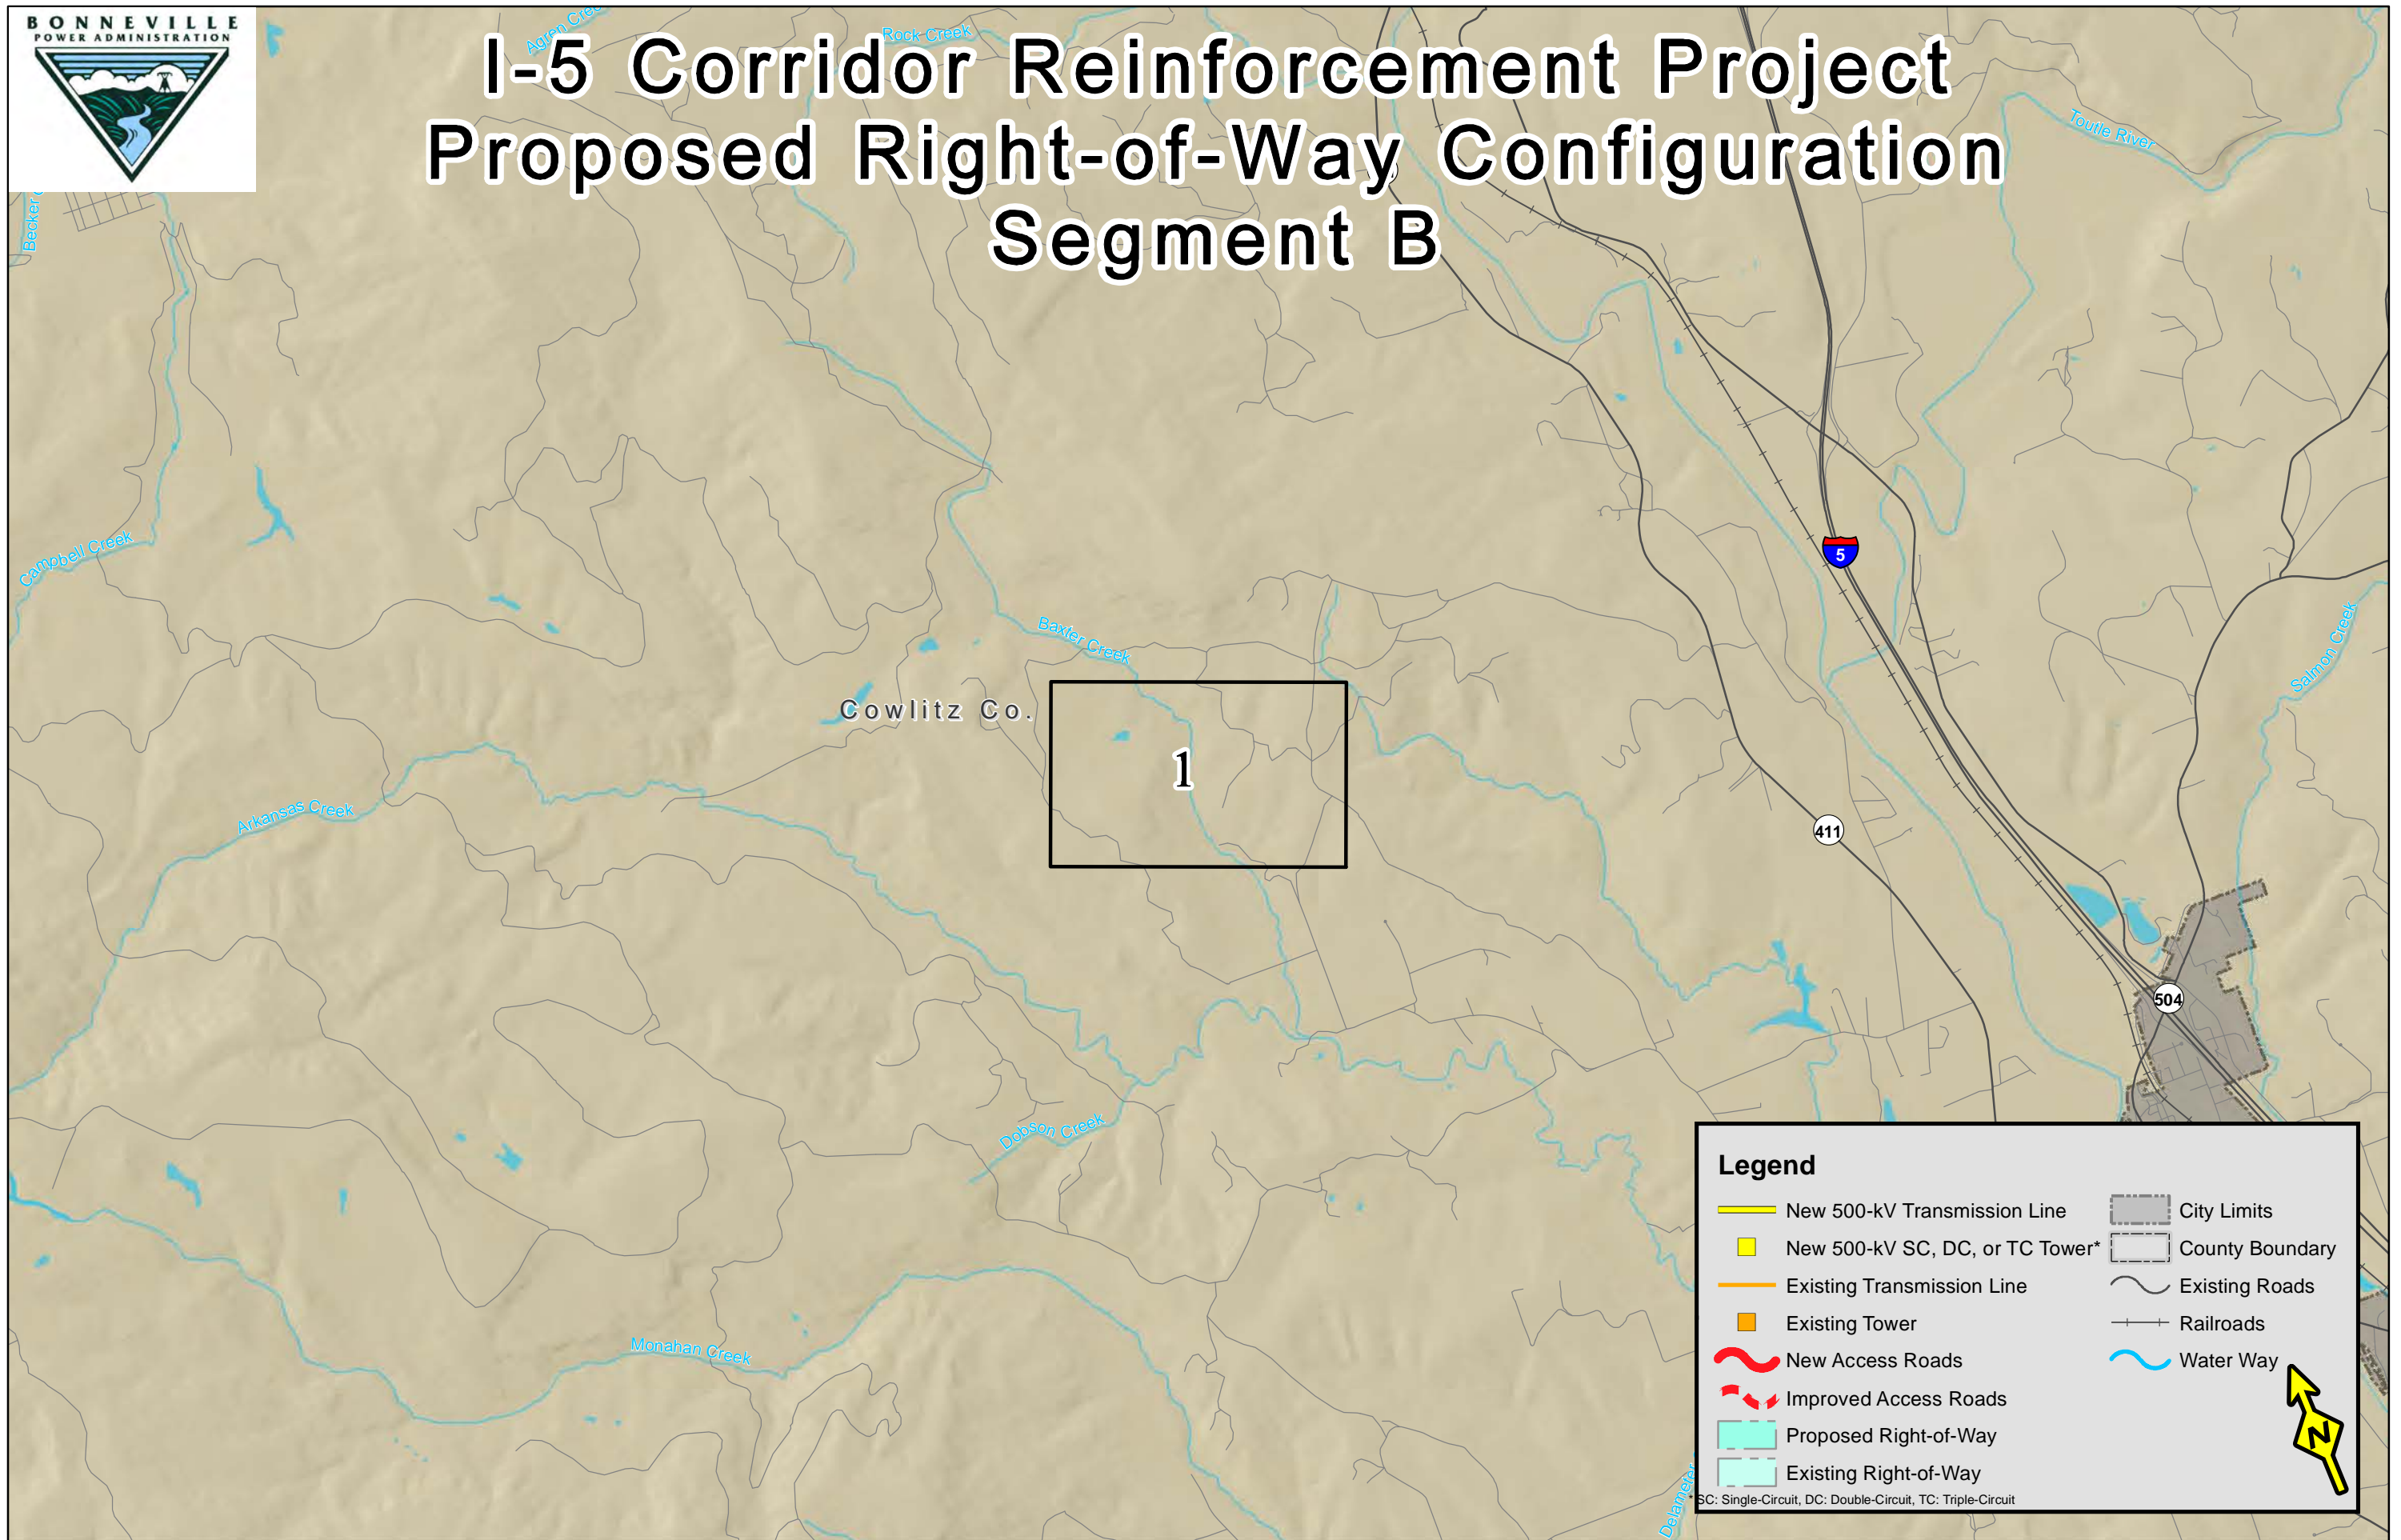 BONNEVILLE
POWER ADMINISTRATION
I-5 Corridor Reinforcement Project
Proposed Right-of-Way Configuration
Segment B
Agren Creek
Rock Creek
Toutle River
Becker
Campbell Creek
5
Baxter Creek
Salmon Creek
Cowlitz Co.
1
Arkansas Creek
411
504
Dobson Creek
Monahan Creek
Delameter
Legend
New 500-kV Transmission Line
New 500-kV SC, DC, or TC Tower*
Existing Transmission Line
Existing Tower
New Access Roads
Improved Access Roads
Proposed Right-of-Way
Existing Right-of-Way
City Limits
County Boundary
Existing Roads
Railroads
Water Way
N
* SC: Single-Circuit, DC: Double-Circuit, TC: Triple-Circuit